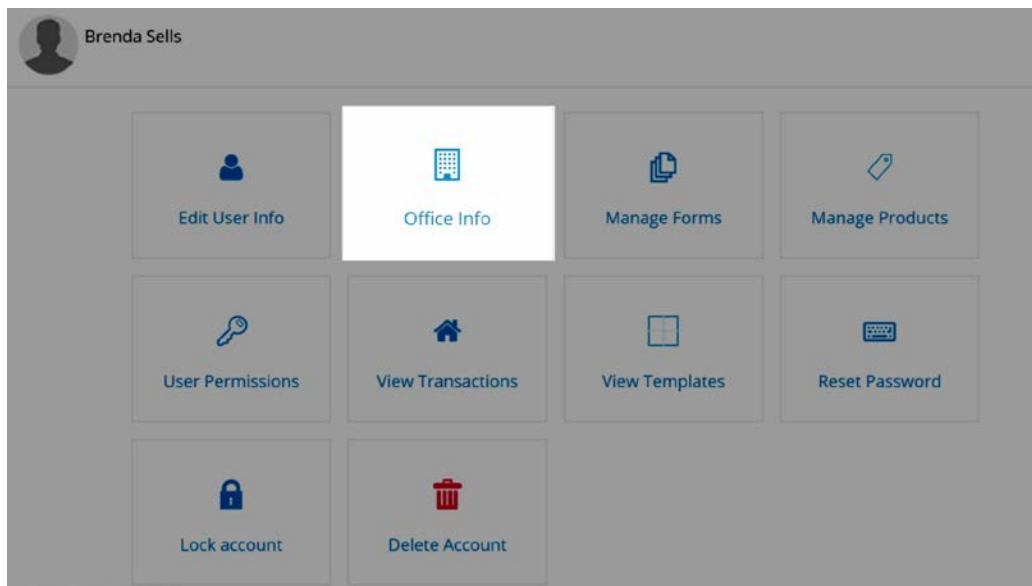 Brenda Sells
Edit User Info
Office Info
Manage Forms
Manage Products
User Permissions
View Transactions
View Templates
Reset Password
Lock account
Delete Account